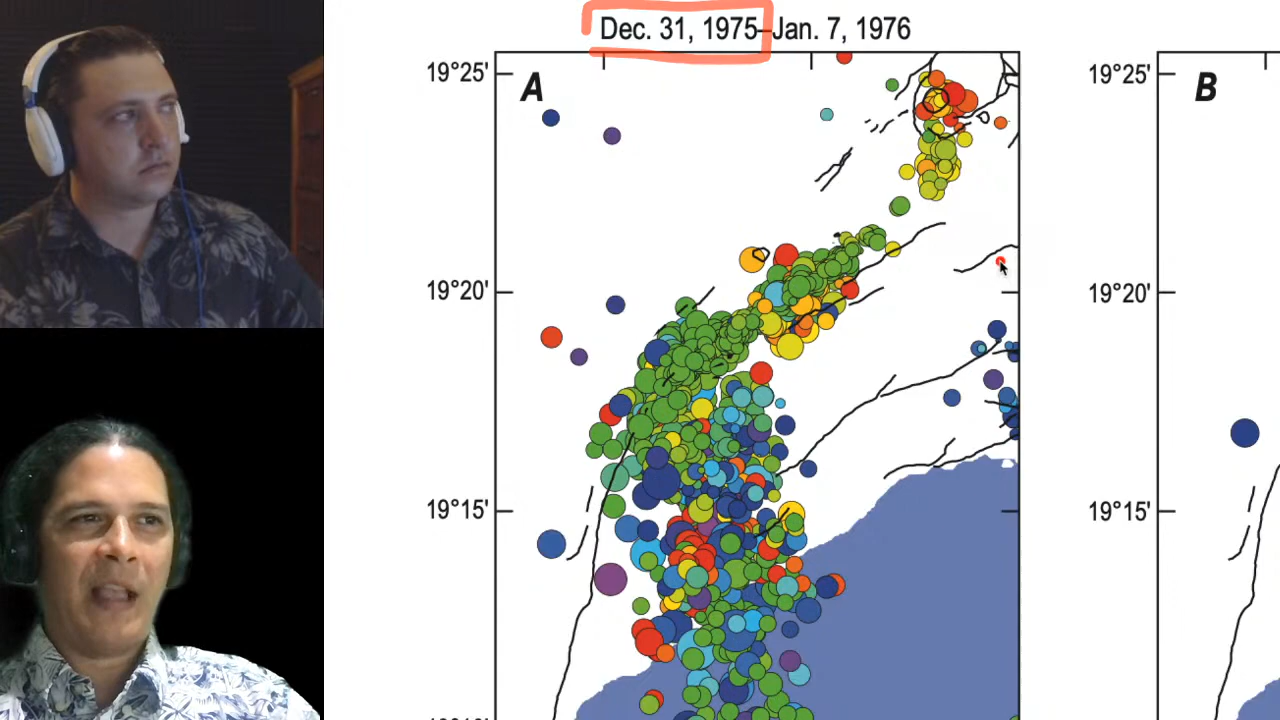 Dec. 31, 1975–Jan. 7, 1976
A
B
19°25'
19°25'
19°20'
19°20'
19°15'
19°15'